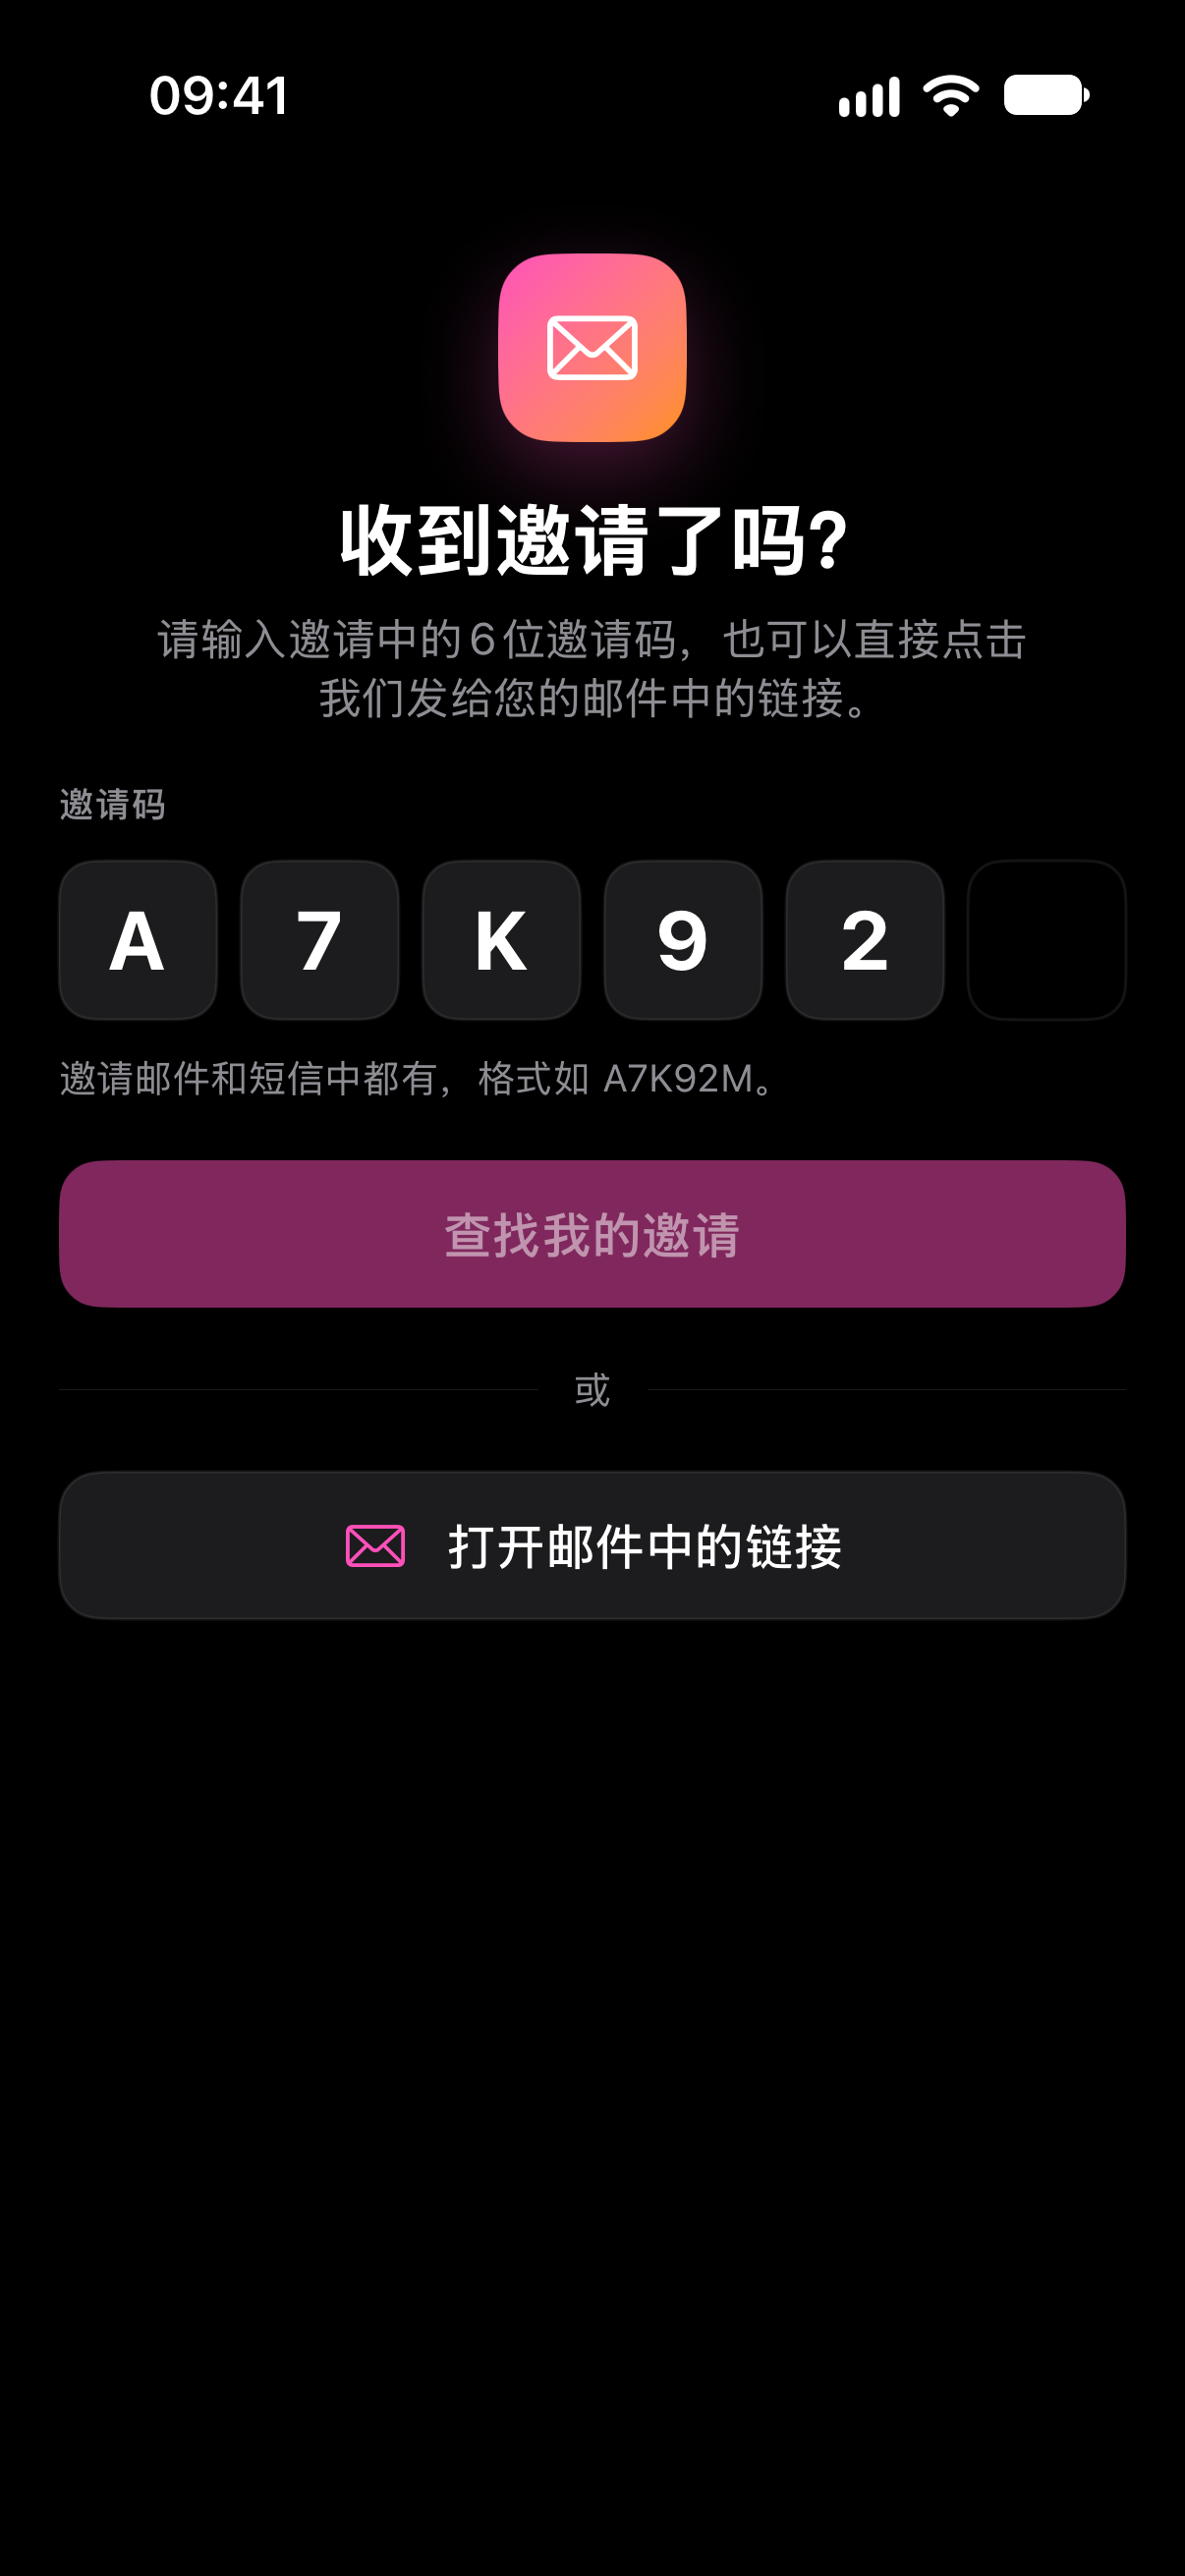 09:41
收到邀请了吗?
请输入邀请中的 6 位邀请码，也可以直接点击
我们发给您的邮件中的链接。
邀请码
A 7 K 9 2
邀请邮件和短信中都有，格式如 A7K92M。
查找我的邀请
或
打开邮件中的链接